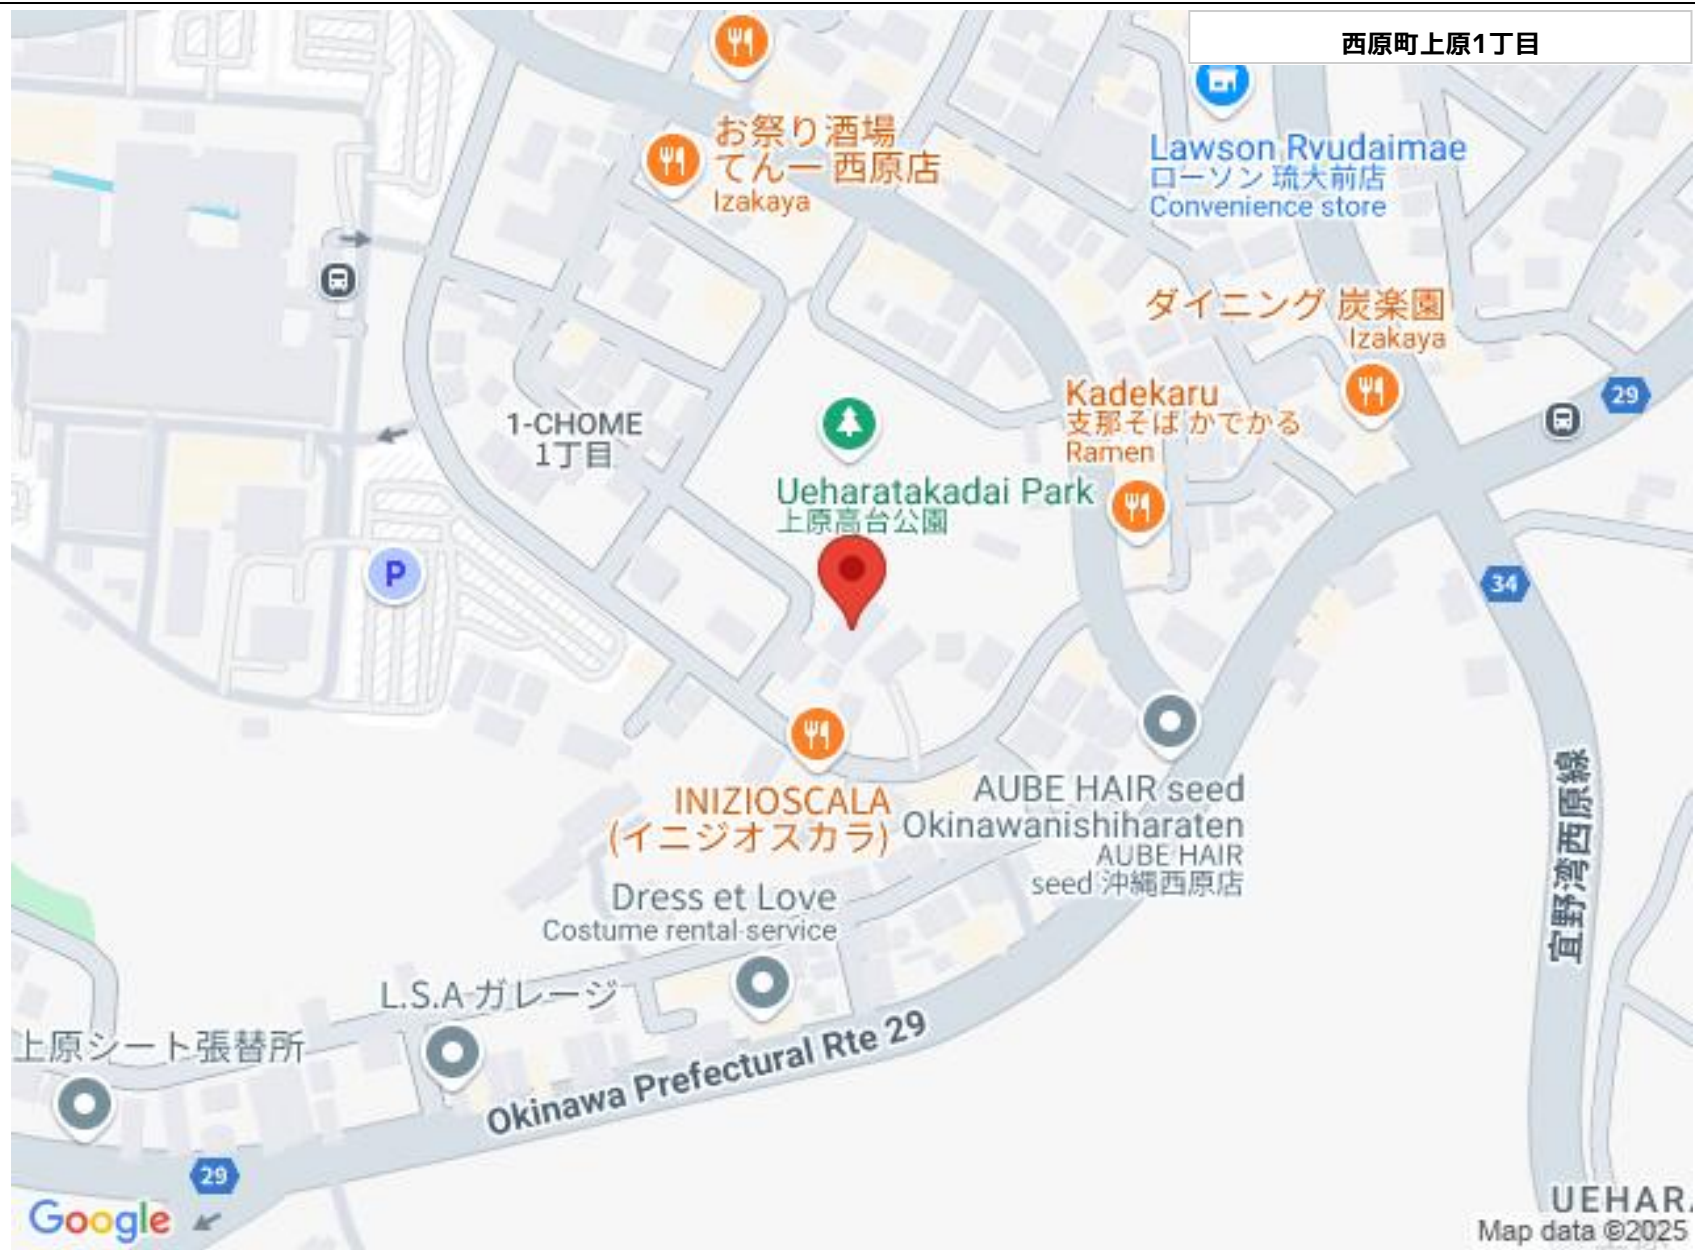 西原町上原1丁目
お祭り酒場
てんー 西原店
Izakaya
Lawson Ryudaimae
ローソン 琉大前店
Convenience store
ダイニング 炭楽園
Izakaya
29
Kadekaru
支那そば かでかる
Ramen
1-CHOME
1丁目
Ueharatakadai Park
上原高台公園
P
34
INIZIOSCALA
(イニジオスカラ)
AUBE HAIR seed
Okinawanishiharaten
AUBE HAIR
seed 沖縄西原店
宜野湾西原線
Dress et Love
Costume rental service
L.S.A ガレージ
上原シート張替所
Okinawa Prefectural Rte 29
29
Google
UEHARA
Map data ©2025